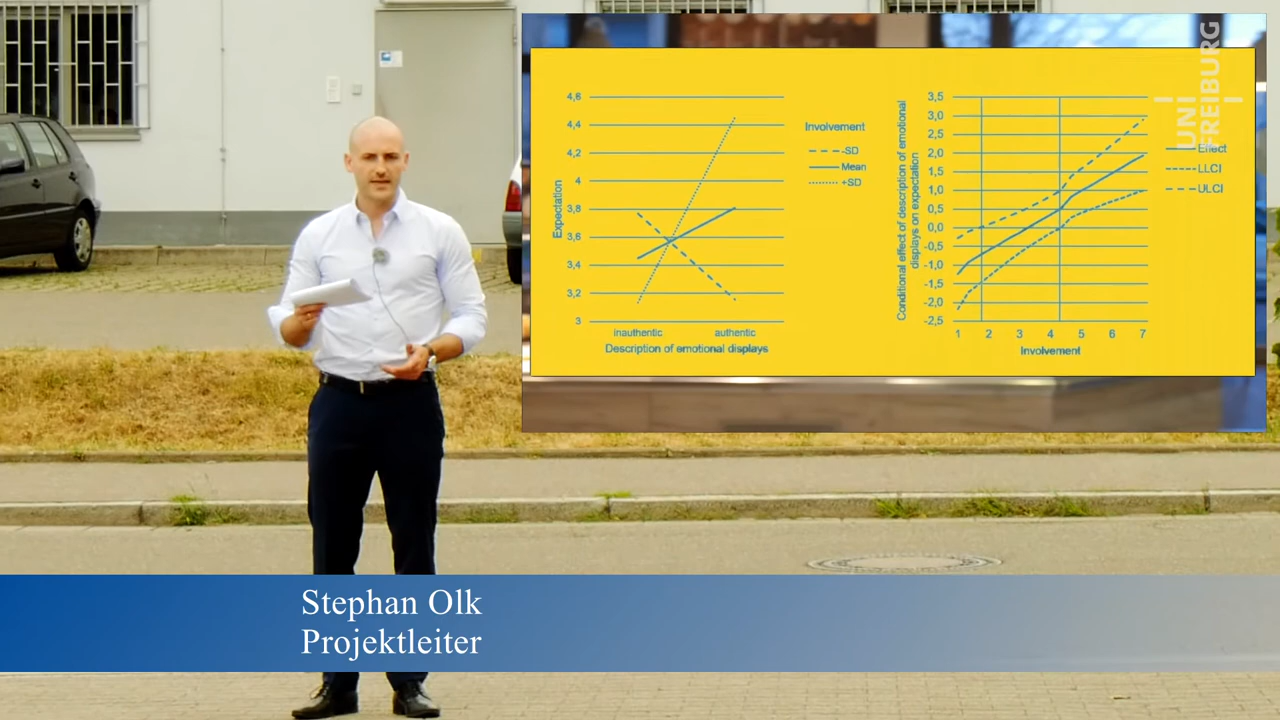 UNI
FREIBURG
4,6
4,4
4,2
4
3,8
3,6
3,4
3,2
3
Expectation
inauthentic authentic
Description of emotional displays
Involvement
-SD
Mean
+SD
Conditional effect of description of emotional
displays on expectation
3,5
3,0
2,5
2,0
1,5
1,0
0,5
0,0
-0,5
-1,0
-1,5
-2,0
-2,5
1 2 3 4 5 6 7
Involvement
Effect
LLCI
ULCI
Stephan Olk
Projektleiter